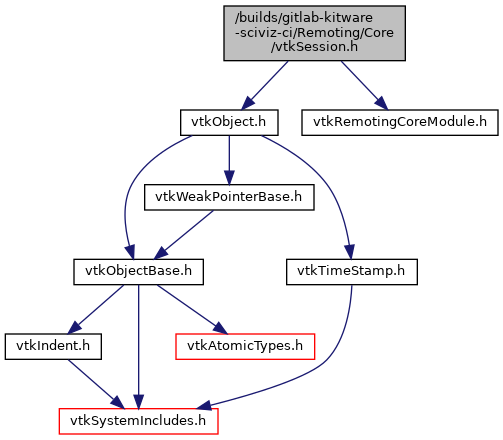 /builds/gitlab-kitware
-sciviz-ci/Remoting/Core
/vtkSession.h
vtkObject.h
vtkRemotingCoreModule.h
vtkWeakPointerBase.h
vtkObjectBase.h
vtkTimeStamp.h
vtkIndent.h
vtkAtomicTypes.h
vtkSystemIncludes.h